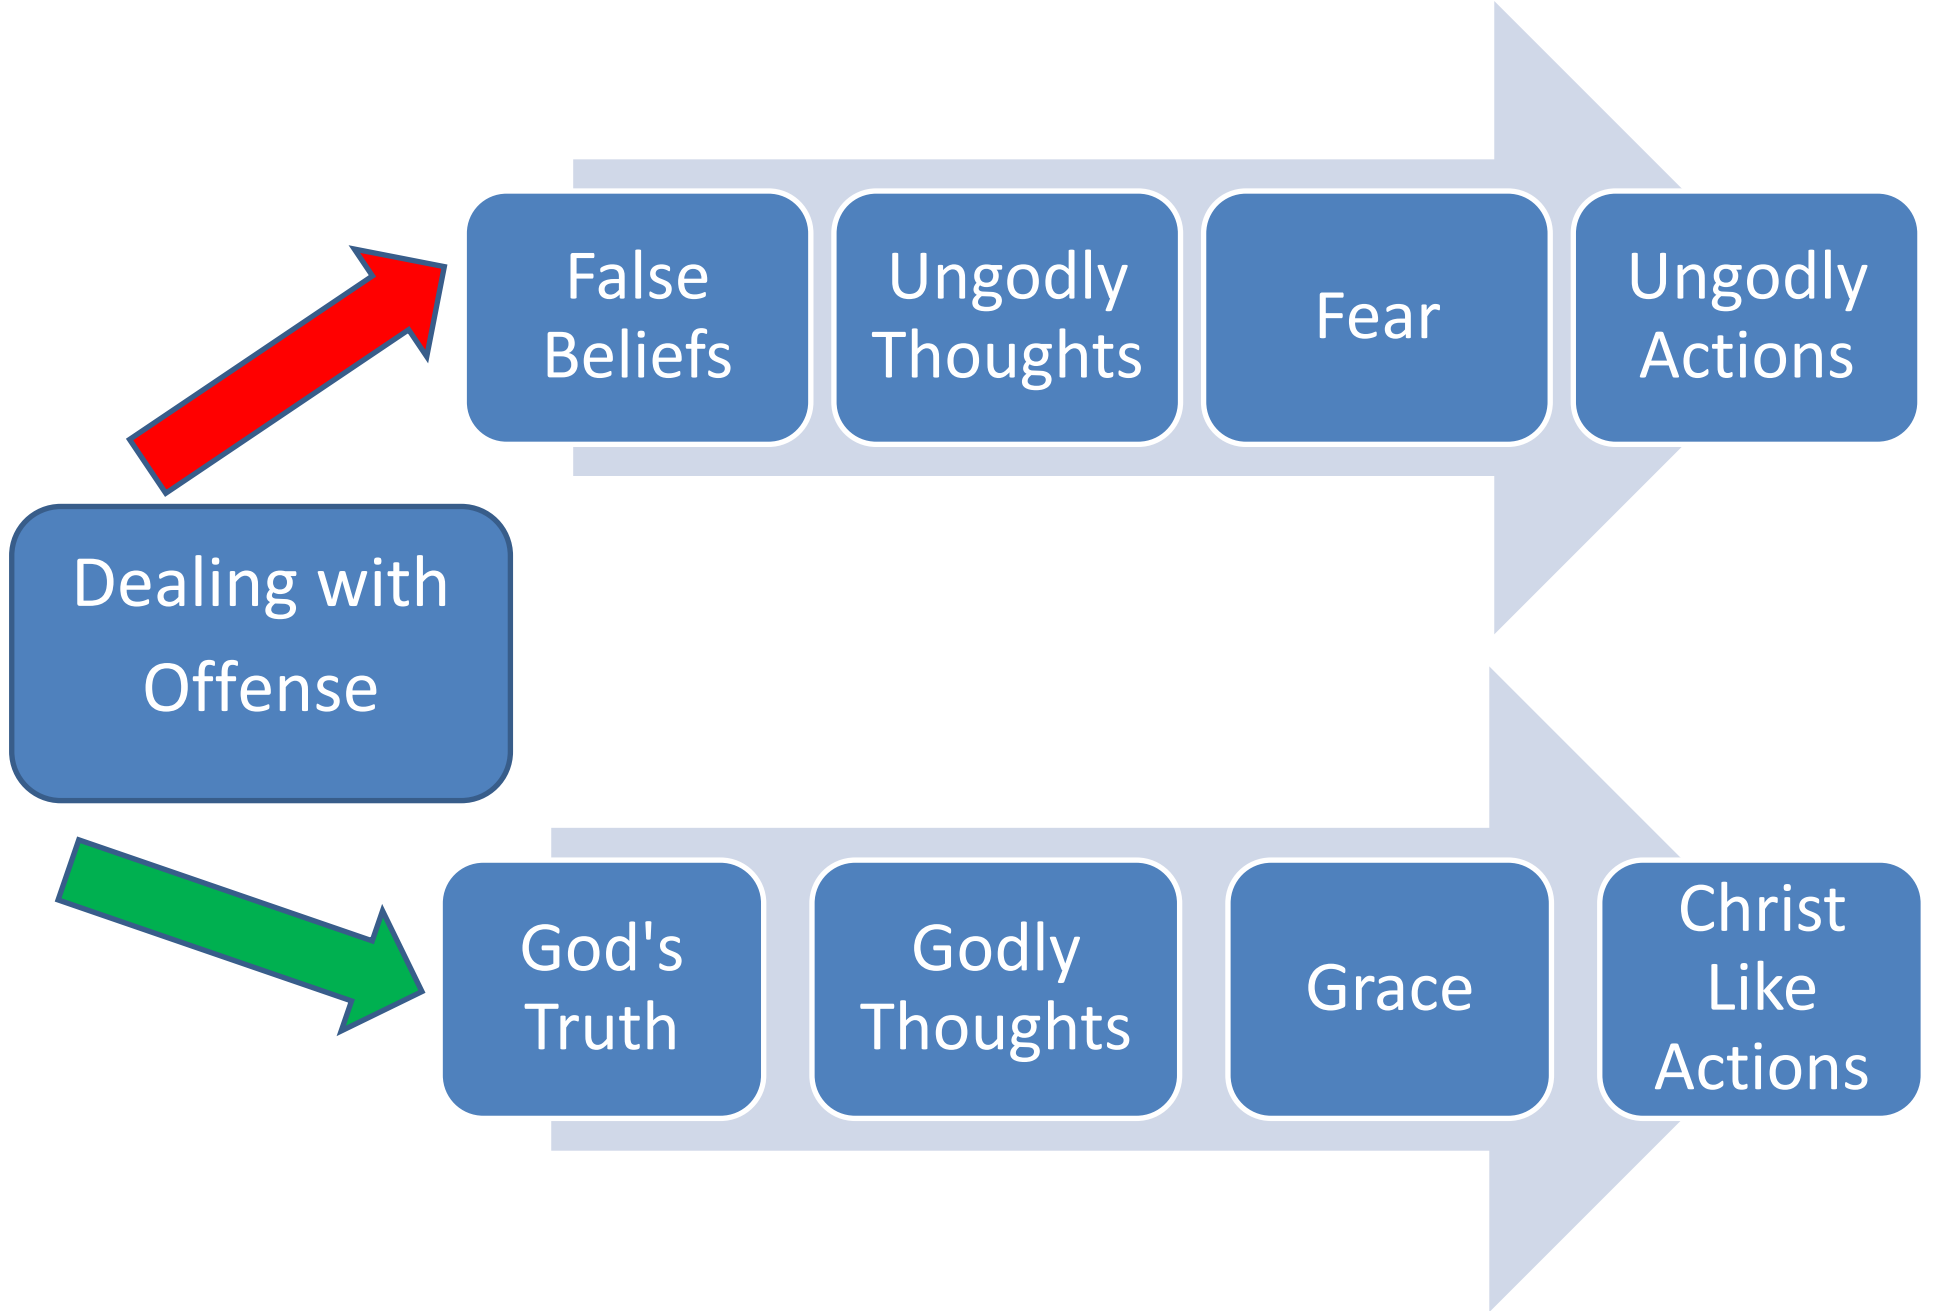 False
Beliefs
Ungodly
Thoughts
Fear
Ungodly
Actions
Dealing with
Offense
God's
Truth
Godly
Thoughts
Grace
Christ
Like
Actions